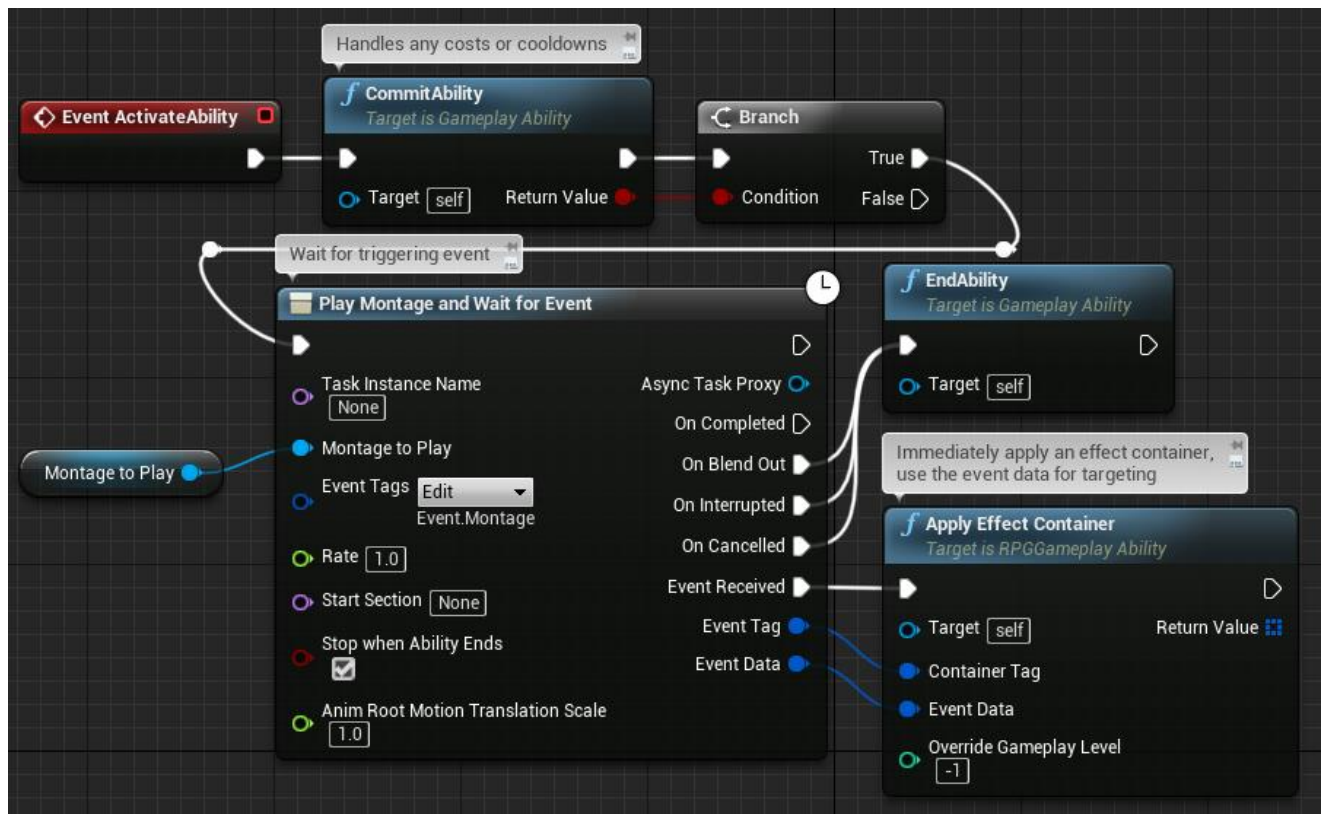 Handles any costs or cooldowns
Event ActivateAbility
CommitAbility
Target is Gameplay Ability
Target self
Return Value
Branch
True
Condition
False
Wait for triggering event
Play Montage and Wait for Event
Task Instance Name
None
Async Task Proxy
On Completed
Montage to Play
Montage to Play
On Blend Out
Event Tags Edit
Event.Montage
On Interrupted
On Cancelled
Rate 1.0
Event Received
Start Section None
Event Tag
Stop when Ability Ends
Event Data
Anim Root Motion Translation Scale
1.0
EndAbility
Target is Gameplay Ability
Target self
Immediately apply an effect container,
use the event data for targeting
Apply Effect Container
Target is RPGGameplay Ability
Target self
Return Value
Container Tag
Event Data
Override Gameplay Level
-1